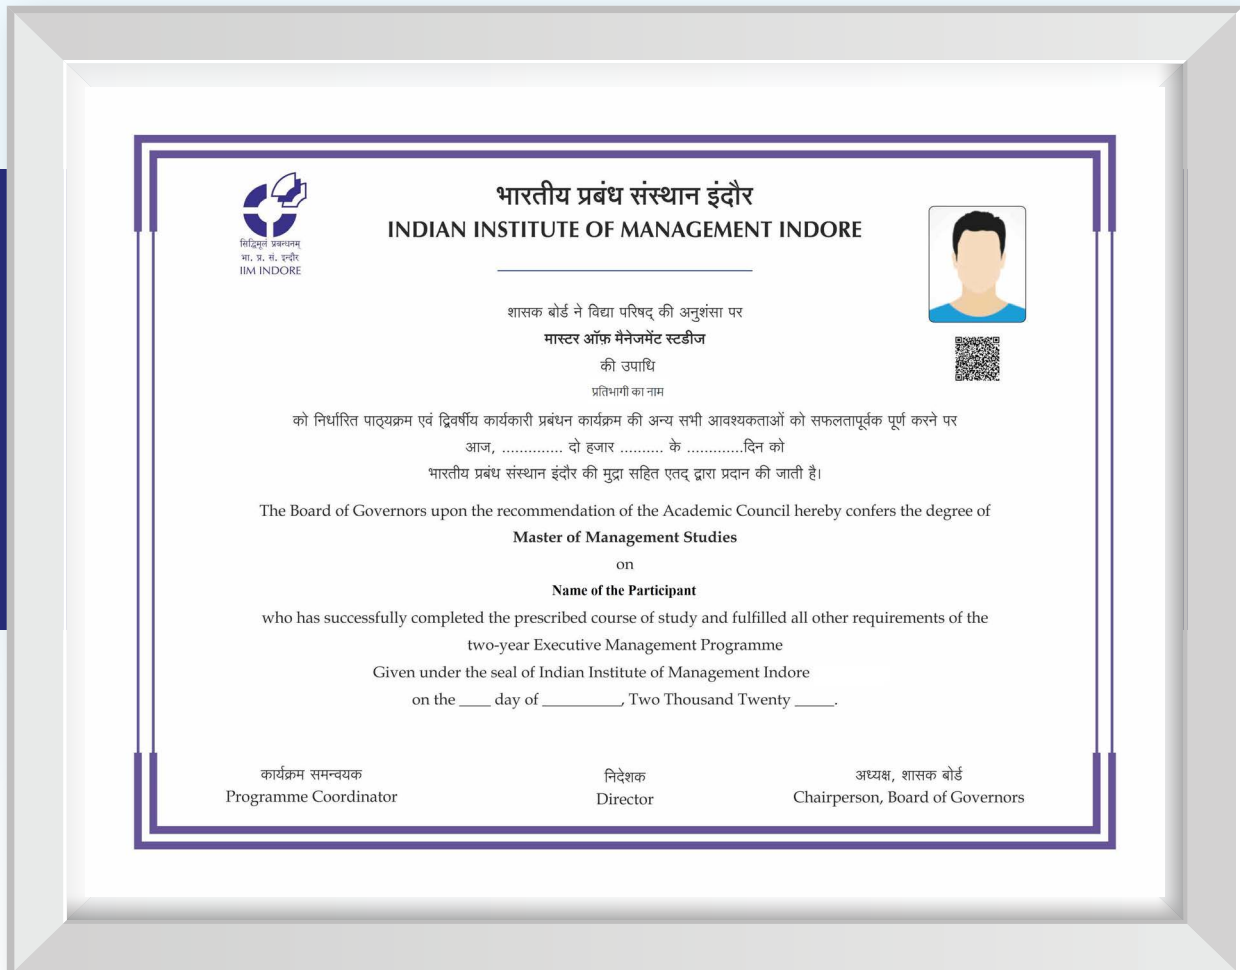 सिद्धिमूलं प्रबन्धनम्
भा. प्र. सं. इन्दौर
IIM INDORE
भारतीय प्रबंध संस्थान इंदौर
INDIAN INSTITUTE OF MANAGEMENT INDORE
शासक बोर्ड ने विद्या परिषद् की अनुशंसा पर
मास्टर ऑफ़ मैनेजमेंट स्टडीज
की उपाधि
प्रतिभागी का नाम
को निर्धारित पाठ्यक्रम एवं द्विवर्षीय कार्यकारी प्रबंधन कार्यक्रम की अन्य सभी आवश्यकताओं को सफलतापूर्वक पूर्ण करने पर
आज, .............. दो हजार .......... के .............दिन को
भारतीय प्रबंध संस्थान इंदौर की मुद्रा सहित एतद् द्वारा प्रदान की जाती है।
The Board of Governors upon the recommendation of the Academic Council hereby confers the degree of
Master of Management Studies
on
Name of the Participant
who has successfully completed the prescribed course of study and fulfilled all other requirements of the
two-year Executive Management Programme
Given under the seal of Indian Institute of Management Indore
on the ____ day of __________, Two Thousand Twenty _____.
कार्यक्रम समन्वयक
Programme Coordinator
निदेशक
Director
अध्यक्ष, शासक बोर्ड
Chairperson, Board of Governors